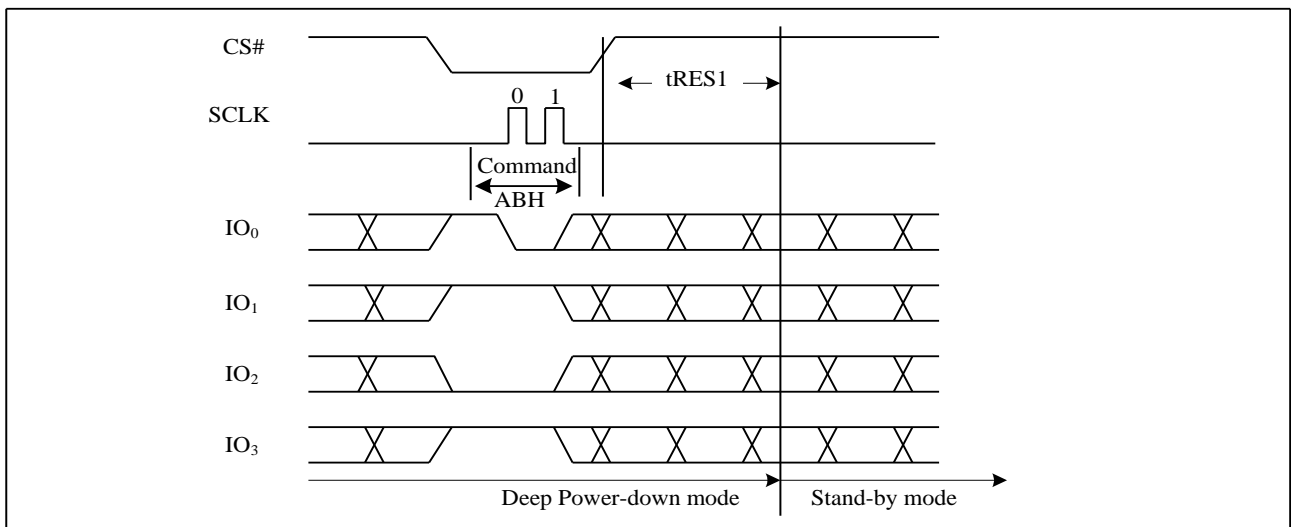 CS#
tRES1
0 1
SCLK
Command
ABH
IO0
IO1
IO2
IO3
Deep Power-down mode Stand-by mode